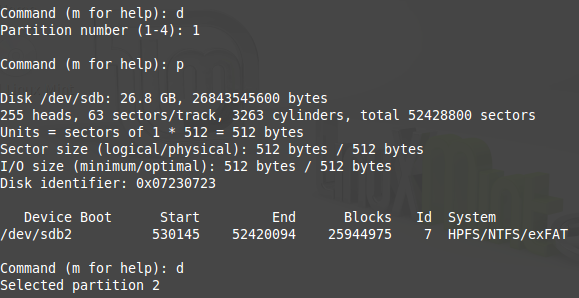 Command (m for help): d
Partition number (1-4): 1
Command (m for help): p
Disk /dev/sdb: 26.8 GB, 26843545600 bytes
255 heads, 63 sectors/track, 3263 cylinders, total 52428800 sectors
Units = sectors of 1 * 512 = 512 bytes
Sector size (logical/physical): 512 bytes / 512 bytes
I/O size (minimum/optimal): 512 bytes / 512 bytes
Disk identifier: 0x07230723
Device Boot Start End Blocks Id System
/dev/sdb2 530145 52420094 25944975 7 HPFS/NTFS/exFAT
Command (m for help): d
Selected partition 2